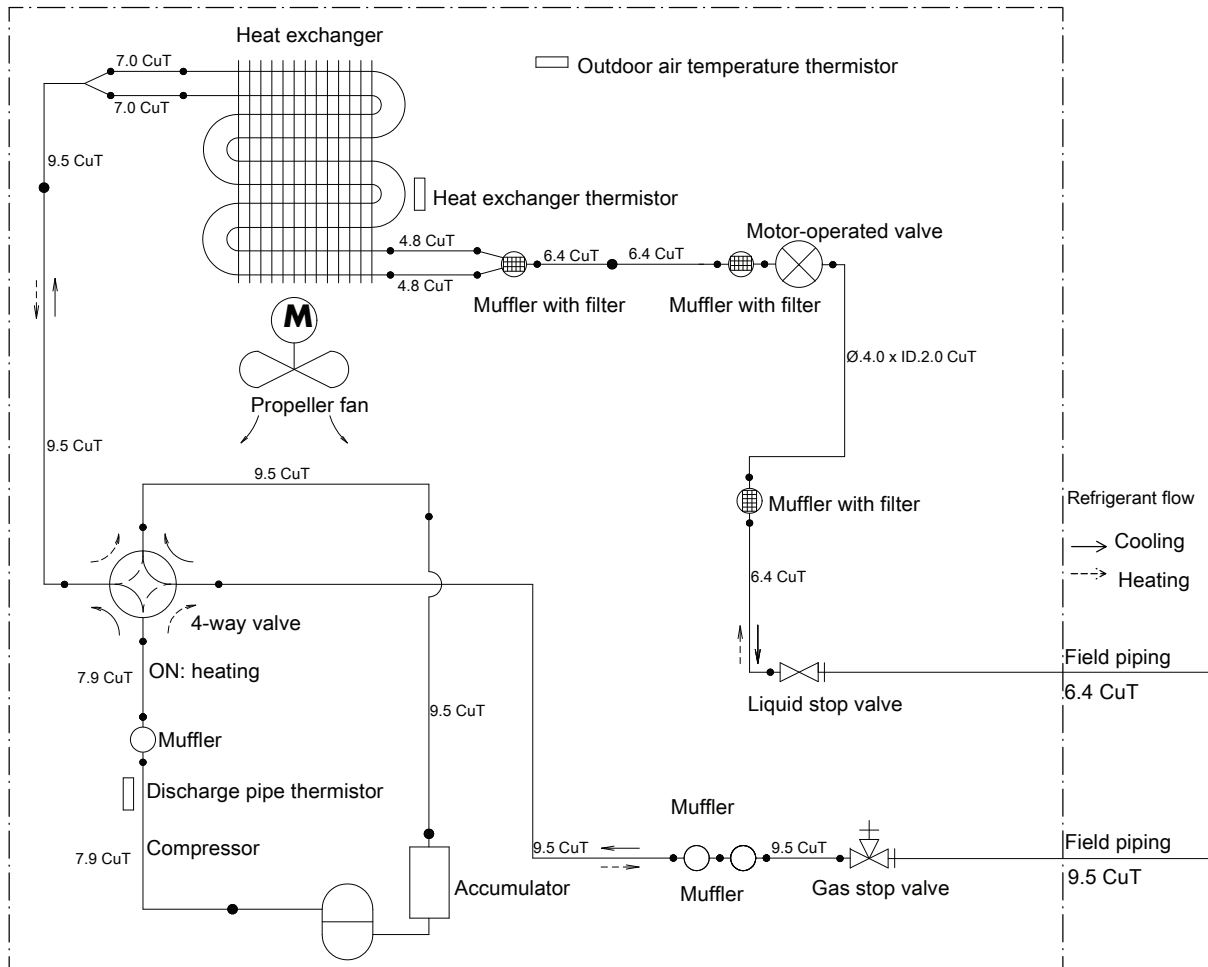 Heat exchanger
7.0 CuT
7.0 CuT
Outdoor air temperature thermistor
9.5 CuT
Heat exchanger thermistor
4.8 CuT
4.8 CuT
6.4 CuT
6.4 CuT
Motor-operated valve
Muffler with filter
Muffler with filter
M
Propeller fan
Ø.4.0 x ID.2.0 CuT
9.5 CuT
9.5 CuT
Muffler with filter
Refrigerant flow
Cooling
Heating
6.4 CuT
4-way valve
ON: heating
7.9 CuT
Field piping
6.4 CuT
Liquid stop valve
9.5 CuT
Muffler
Discharge pipe thermistor
Muffler
Compressor
7.9 CuT
9.5 CuT
9.5 CuT
Field piping
9.5 CuT
Accumulator
Muffler
Gas stop valve